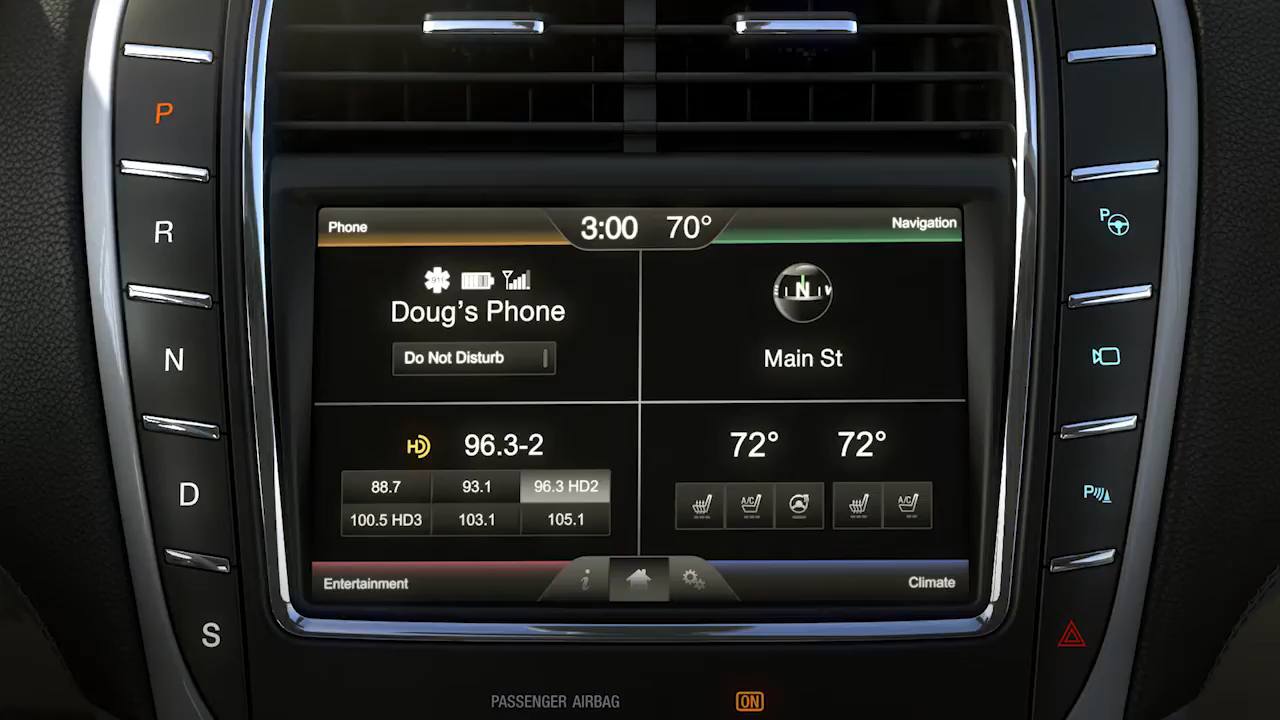 P
R
N
D
S
Phone
3:00 70°
Navigation
Doug's Phone
Do Not Disturb
N
Main St
HD 96.3-2
88.7 93.1 96.3 HD2
100.5 HD3 103.1 105.1
72° 72°
A/C
A/C
Entertainment
i
Climate
P
P
PASSENGER AIRBAG ON